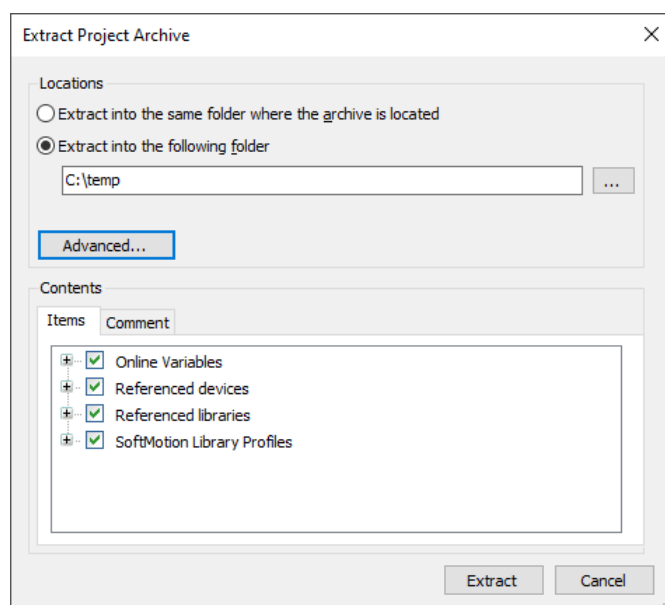 Extract Project Archive
Locations
Extract into the same folder where the archive is located
Extract into the following folder
C:\temp
...
Advanced...
Contents
Items Comment
Online Variables
Referenced devices
Referenced libraries
SoftMotion Library Profiles
Extract Cancel